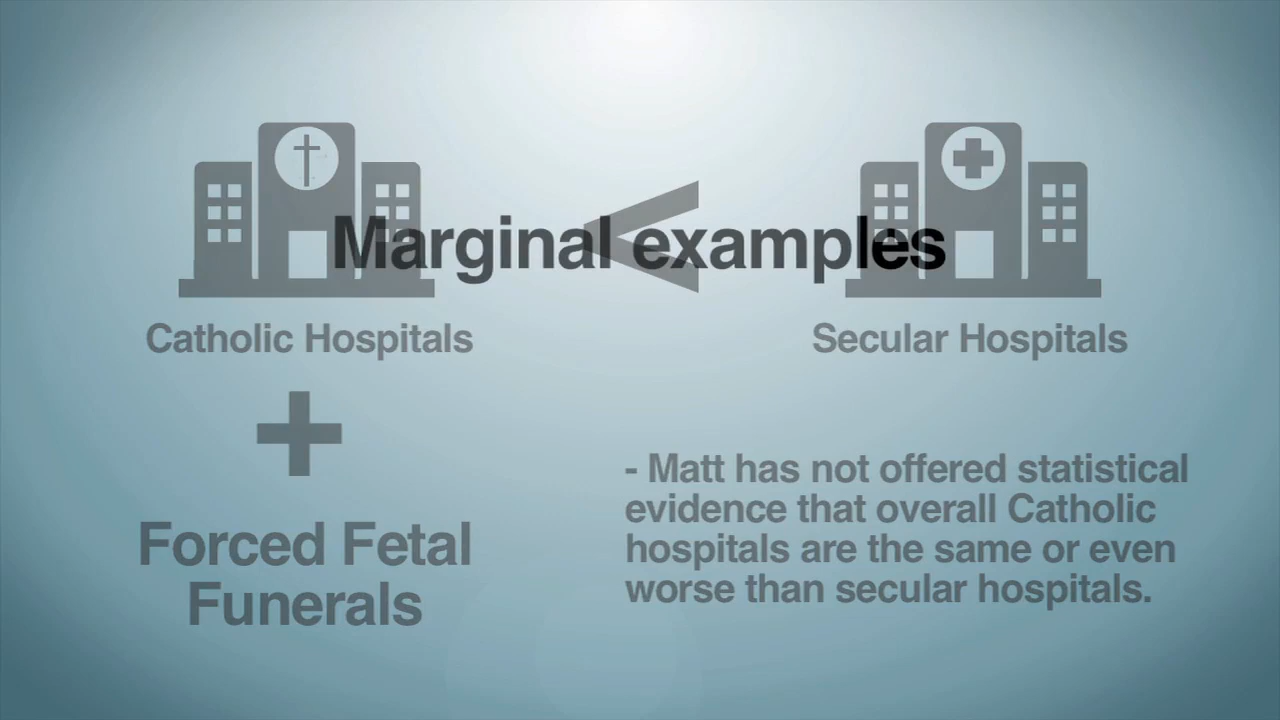 Marginal examples
<
Catholic Hospitals
Secular Hospitals
+
Forced Fetal
Funerals
- Matt has not offered statistical
evidence that overall Catholic
hospitals are the same or even
worse than secular hospitals.